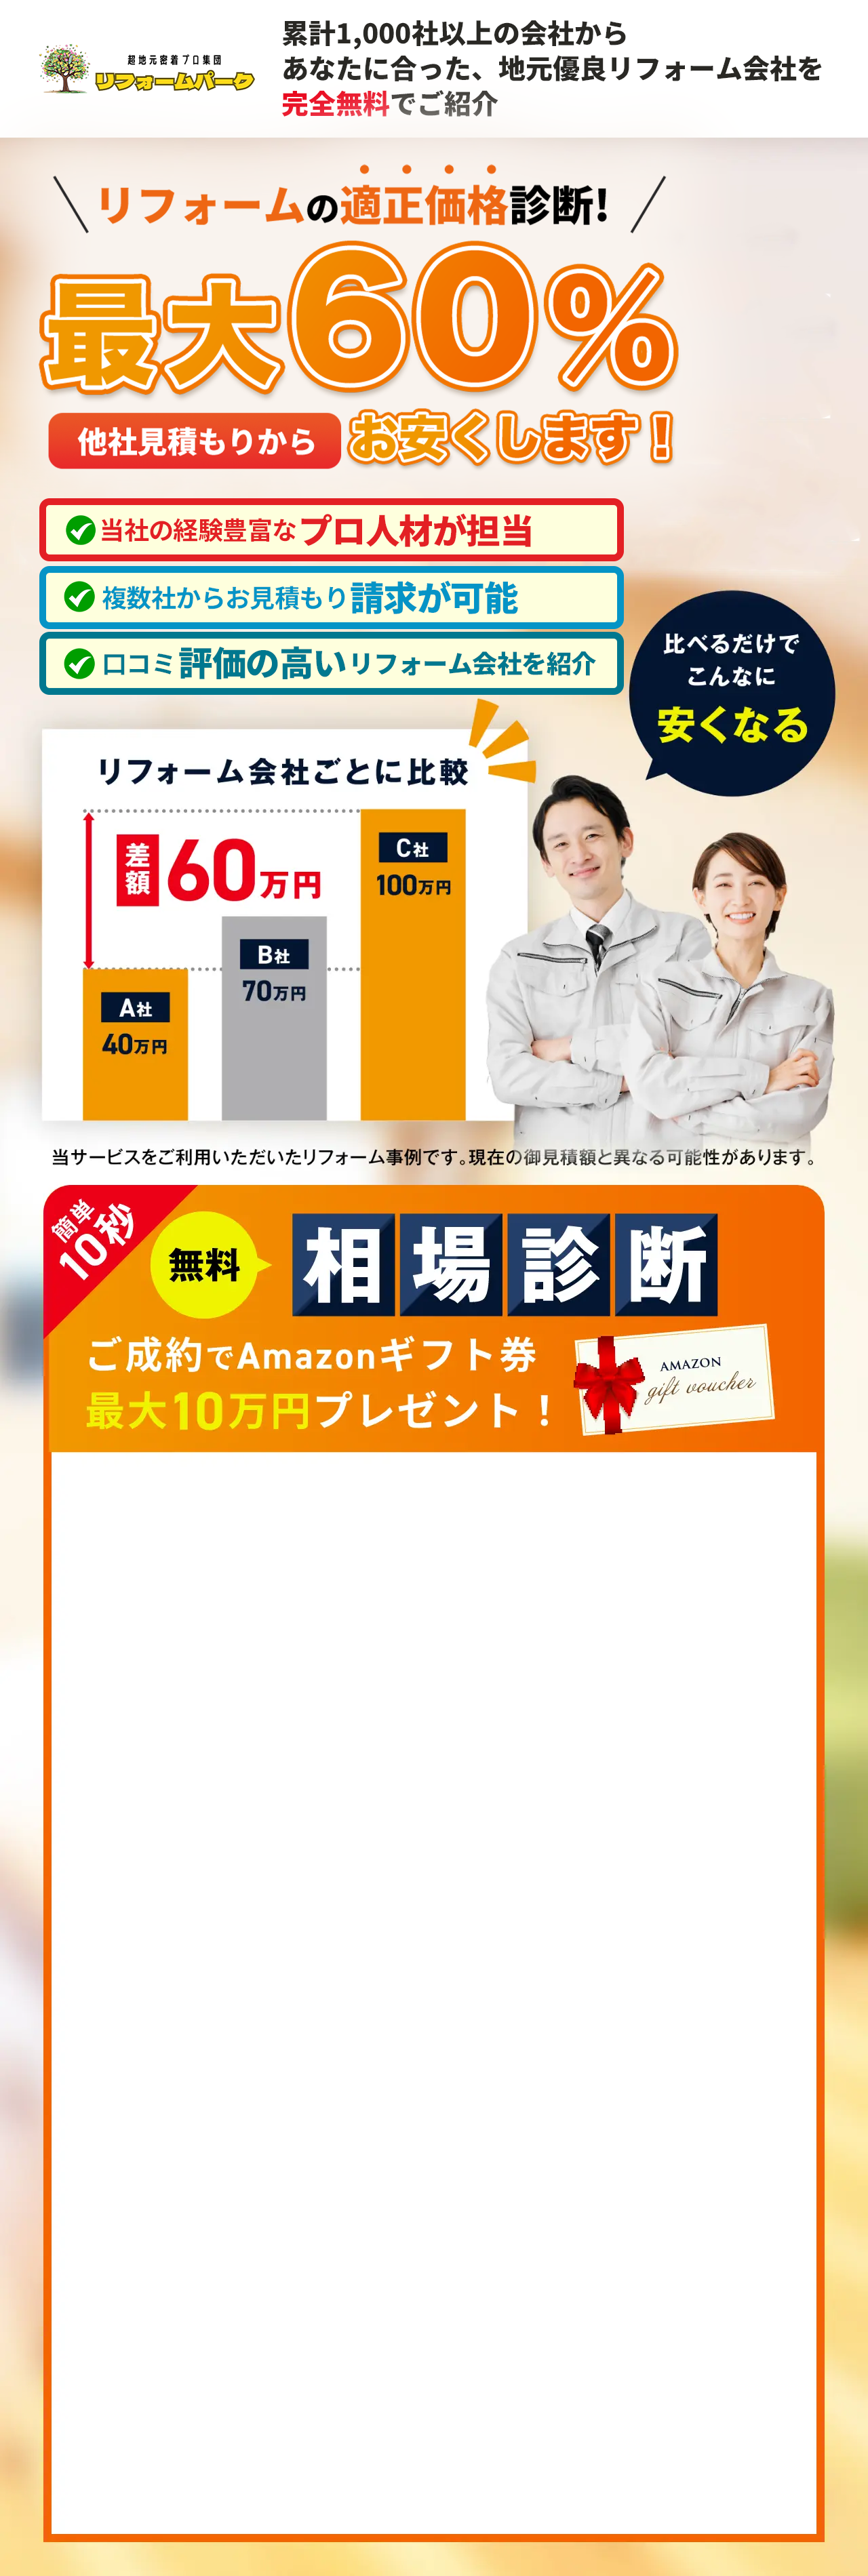 超地元密着プロ集団
リフォームパーク
累計1,000社以上の会社から
あなたに合った、地元優良リフォーム会社を
完全無料でご紹介
リフォームの適正価格診断!
最大60%
他社見積もりから お安くします！
当社の経験豊富なプロ人材が担当
複数社からお見積もり請求が可能
口コミ評価の高いリフォーム会社を紹介
比べるだけで
こんなに
安くなる
リフォーム会社ごとに比較
差額 60万円
C社
100万円
B社
70万円
A社
40万円
当サービスをご利用いただいたリフォーム事例です。現在の御見積額と異なる可能性があります。
簡単
10秒
無料
相場診断
ご成約でAmazonギフト券
最大10万円プレゼント！
AMAZON
gift voucher